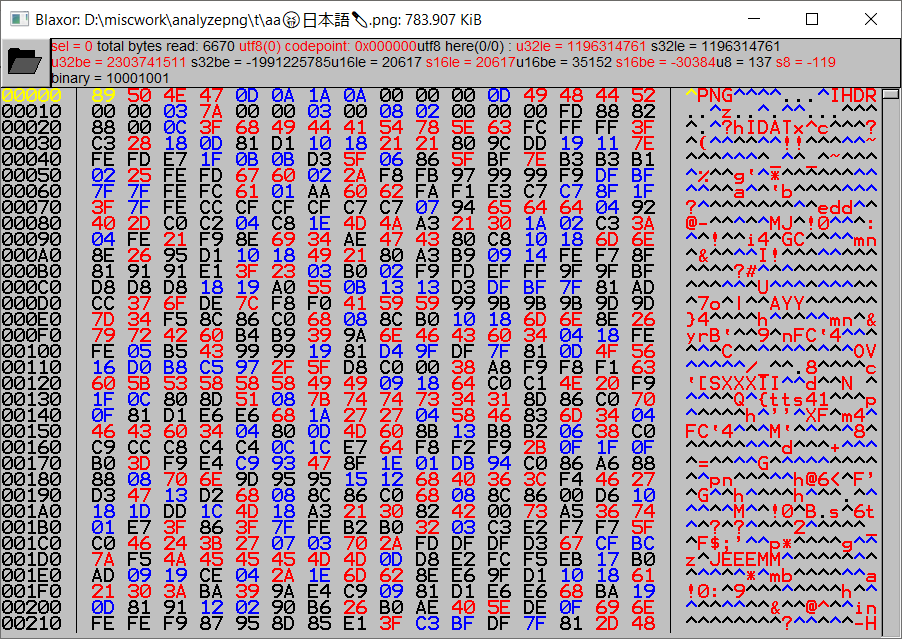 Blaxor: D:\miscwork\analyzepng\t\aa😝日本語✎.png: 783.907 KiB
sel = 0 total bytes read: 6670 utf8(0) codepoint: 0x000000utf8 here(0/0) : u32le = 1196314761 s32le = 1196314761
u32be = 2303741511 s32be = -1991225785u16le = 20617 s16le = 20617u16be = 35152 s16be = -30384u8 = 137 s8 = -119
binary = 10001001
00000 89 50 4E 47 0D 0A 1A 0A 00 00 00 0D 49 48 44 52 ^PNG^^^^...^IHDR
00010 00 00 03 7A 00 00 03 00 08 02 00 00 00 FD 88 82 ..^z..^.^^...^^^
00020 88 00 0C 3F 68 49 44 41 54 78 5E 63 FC FF FF 3F ^.^?hIDATx^c^^^?
00030 C3 28 18 0D 81 D1 10 18 21 21 80 9C DD 19 11 7E ^(^^^^^^!!^^^^^~
00040 FE FD E7 1F 0B 0B D3 5F 06 86 5F BF 7E B3 B3 B1 ^^^^^^^_^^_^~^^^
00050 02 25 FE FD 67 60 02 2A F8 FB 97 99 99 F9 DF BF ^%^^g`^*^^^^^^^^
00060 7F 7F FE FC 61 01 AA 60 62 FA F1 E3 C7 C7 8F 1F ^^^^a^^`b^^^^^^^
00070 3F 7F FE CC CF CF CF C7 C7 07 94 65 64 64 04 92 ?^^^^^^^^^^edd^^
00080 40 2D C0 C2 04 C8 1E 4D 4A A3 21 30 1A 02 C3 3A @-^^^^^MJ^!0^^^:
00090 04 FE 21 F9 8E 69 34 AE 47 43 80 C8 10 18 6D 6E ^^!^^i4^GC^^^^mn
000A0 8E 26 95 D1 10 18 49 21 80 A3 B9 09 14 FE F7 8F ^&^^^^I!^^^^^^^^
000B0 81 91 91 E1 3F 23 03 B0 02 F9 FD EF FF 9F 9F BF ^^^^?#^^^^^^^^^^
000C0 D8 D8 D8 18 19 A0 55 0B 13 13 D3 DF BF 7F 81 AD ^^^^^^U^^^^^^^^^
000D0 CC 37 6F DE 7C F8 F0 41 59 59 99 9B 9B 9B 9D 9D ^7o^|^^AYY^^^^^^
000E0 7D 34 F5 8C 86 C0 68 08 8C B0 10 18 6D 6E 8E 26 }4^^^^h^^^^^mn^&
000F0 79 72 42 60 B4 B9 39 9A 6E 46 43 60 34 04 18 FE yrB`^^9^nFC`4^^^
00100 FE 05 B5 43 99 99 19 81 D4 9F DF 7F 81 0D 4F 56 ^^^C^^^^^^^^^^OV
00110 16 D0 B8 C5 97 2F 5F D8 C0 00 38 A8 F9 F8 F1 63 ^^^^^/_^^.8^^^^c
00120 60 5B 53 58 58 58 49 49 09 18 64 C0 C1 4E 20 F9 `[SXXXII^^d^^N ^
00130 1F 0C 80 8D 51 08 7B 74 74 73 34 31 8D 86 C0 70 ^^^^Q^{tts41^^^p
00140 0F 81 D1 E6 E6 68 1A 27 27 04 58 46 83 6D 34 04 ^^^^^h^''^XF^m4^
00150 46 43 60 34 04 80 0D 4D 60 8B 13 B8 B2 06 38 C0 FC`4^^^M`^^^^^8^
00160 C9 CC C8 C4 C4 0C 1C E7 64 F8 F2 F9 2B 0F 1F 0F ^^^^^^^^d^^^+^^^
00170 B0 3D F9 E4 C9 93 47 8F 1E 01 DB 94 C0 86 A6 88 ^=^^^^G^^^^^^^^^
00180 88 08 70 6E 9D 95 95 15 12 68 40 36 3C F4 46 27 ^^pn^^^^^h@6<^F'
00190 D3 47 13 D2 68 08 8C 86 C0 68 08 8C 86 00 D6 10 ^G^^h^^^^h^^^.^^
001A0 18 1D DD 1C 4D 18 A3 21 30 82 42 00 73 A5 36 74 ^^^^M^^!0^B.s^6t
001B0 01 E7 3F 86 3F 7F FE B2 B0 32 03 C3 E2 F7 F7 5F ^^?^?^^^^2^^^^^_
001C0 C0 46 24 3B 27 07 03 70 2A FD DF DF D3 67 CF BC ^F$;'^^p*^^^^g^^
001D0 7A F5 4A 45 45 45 4D 4D 0D D8 E2 FC F5 EB 17 B0 z^JEEEMM^^^^^^^^
001E0 AD 09 19 CE 04 2A 1E 6D 62 8E E6 9F D1 10 18 61 ^^^^^*^mb^^^^^^a
001F0 21 30 3A BA 39 9A E4 C9 09 81 D1 E6 E6 68 BA 19 !0:^9^^^^^^^^h^^
00200 0D 81 91 12 02 90 B6 26 B0 AE 40 5E DE 0F 69 6E ^^^^^^^&^^@^^^in
00210 FE FE F9 87 95 8D 85 E1 3F C3 BF DF 7F 81 2D 48 ^^^^^^^^?^^^^^-H